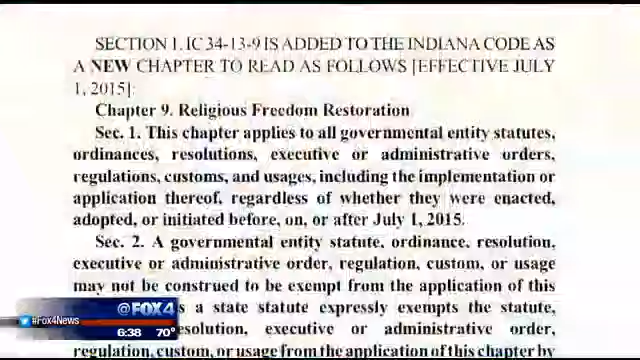 SECTION 1. IC 34-13-9 IS ADDED TO THE INDIANA CODE AS
A NEW CHAPTER TO READ AS FOLLOWS [EFFECTIVE JULY
1, 2015]:
Chapter 9. Religious Freedom Restoration
Sec. 1. This chapter applies to all governmental entity statutes,
ordinances, resolutions, executive or administrative orders,
regulations, customs, and usages, including the implementation or
application thereof, regardless of whether they were enacted,
adopted, or initiated before, on, or after July 1, 2015.
Sec. 2. A governmental entity statute, ordinance, resolution,
executive or administrative order, regulation, custom, or usage
may not be construed to be exempt from the application of this
s a state statute expressly exempts the statute,
esolution, executive or administrative order,
regulation, custom, or usage from the application of this chapter by
@FOX4
#Fox4News
6:38 70°